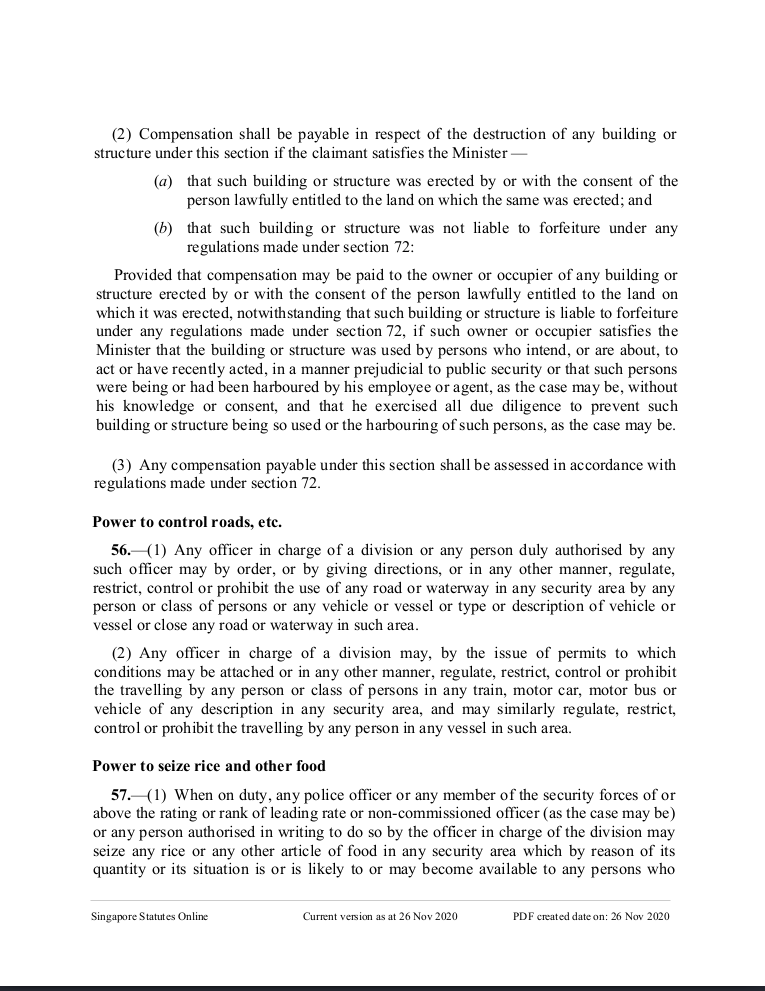 (2) Compensation shall be payable in respect of the destruction of any building or
structure under this section if the claimant satisfies the Minister —
(a) that such building or structure was erected by or with the consent of the
person lawfully entitled to the land on which the same was erected; and
(b) that such building or structure was not liable to forfeiture under any
regulations made under section 72:
Provided that compensation may be paid to the owner or occupier of any building or
structure erected by or with the consent of the person lawfully entitled to the land on
which it was erected, notwithstanding that such building or structure is liable to forfeiture
under any regulations made under section 72, if such owner or occupier satisfies the
Minister that the building or structure was used by persons who intend, or are about, to
act or have recently acted, in a manner prejudicial to public security or that such persons
were being or had been harboured by his employee or agent, as the case may be, without
his knowledge or consent, and that he exercised all due diligence to prevent such
building or structure being so used or the harbouring of such persons, as the case may be.
(3) Any compensation payable under this section shall be assessed in accordance with
regulations made under section 72.
Power to control roads, etc.
56.—(1) Any officer in charge of a division or any person duly authorised by any
such officer may by order, or by giving directions, or in any other manner, regulate,
restrict, control or prohibit the use of any road or waterway in any security area by any
person or class of persons or any vehicle or vessel or type or description of vehicle or
vessel or close any road or waterway in such area.
(2) Any officer in charge of a division may, by the issue of permits to which
conditions may be attached or in any other manner, regulate, restrict, control or prohibit
the travelling by any person or class of persons in any train, motor car, motor bus or
vehicle of any description in any security area, and may similarly regulate, restrict,
control or prohibit the travelling by any person in any vessel in such area.
Power to seize rice and other food
57.—(1) When on duty, any police officer or any member of the security forces of or
above the rating or rank of leading rate or non-commissioned officer (as the case may be)
or any person authorised in writing to do so by the officer in charge of the division may
seize any rice or any other article of food in any security area which by reason of its
quantity or its situation is or is likely to or may become available to any persons who
Singapore Statutes Online Current version as at 26 Nov 2020 PDF created date on: 26 Nov 2020